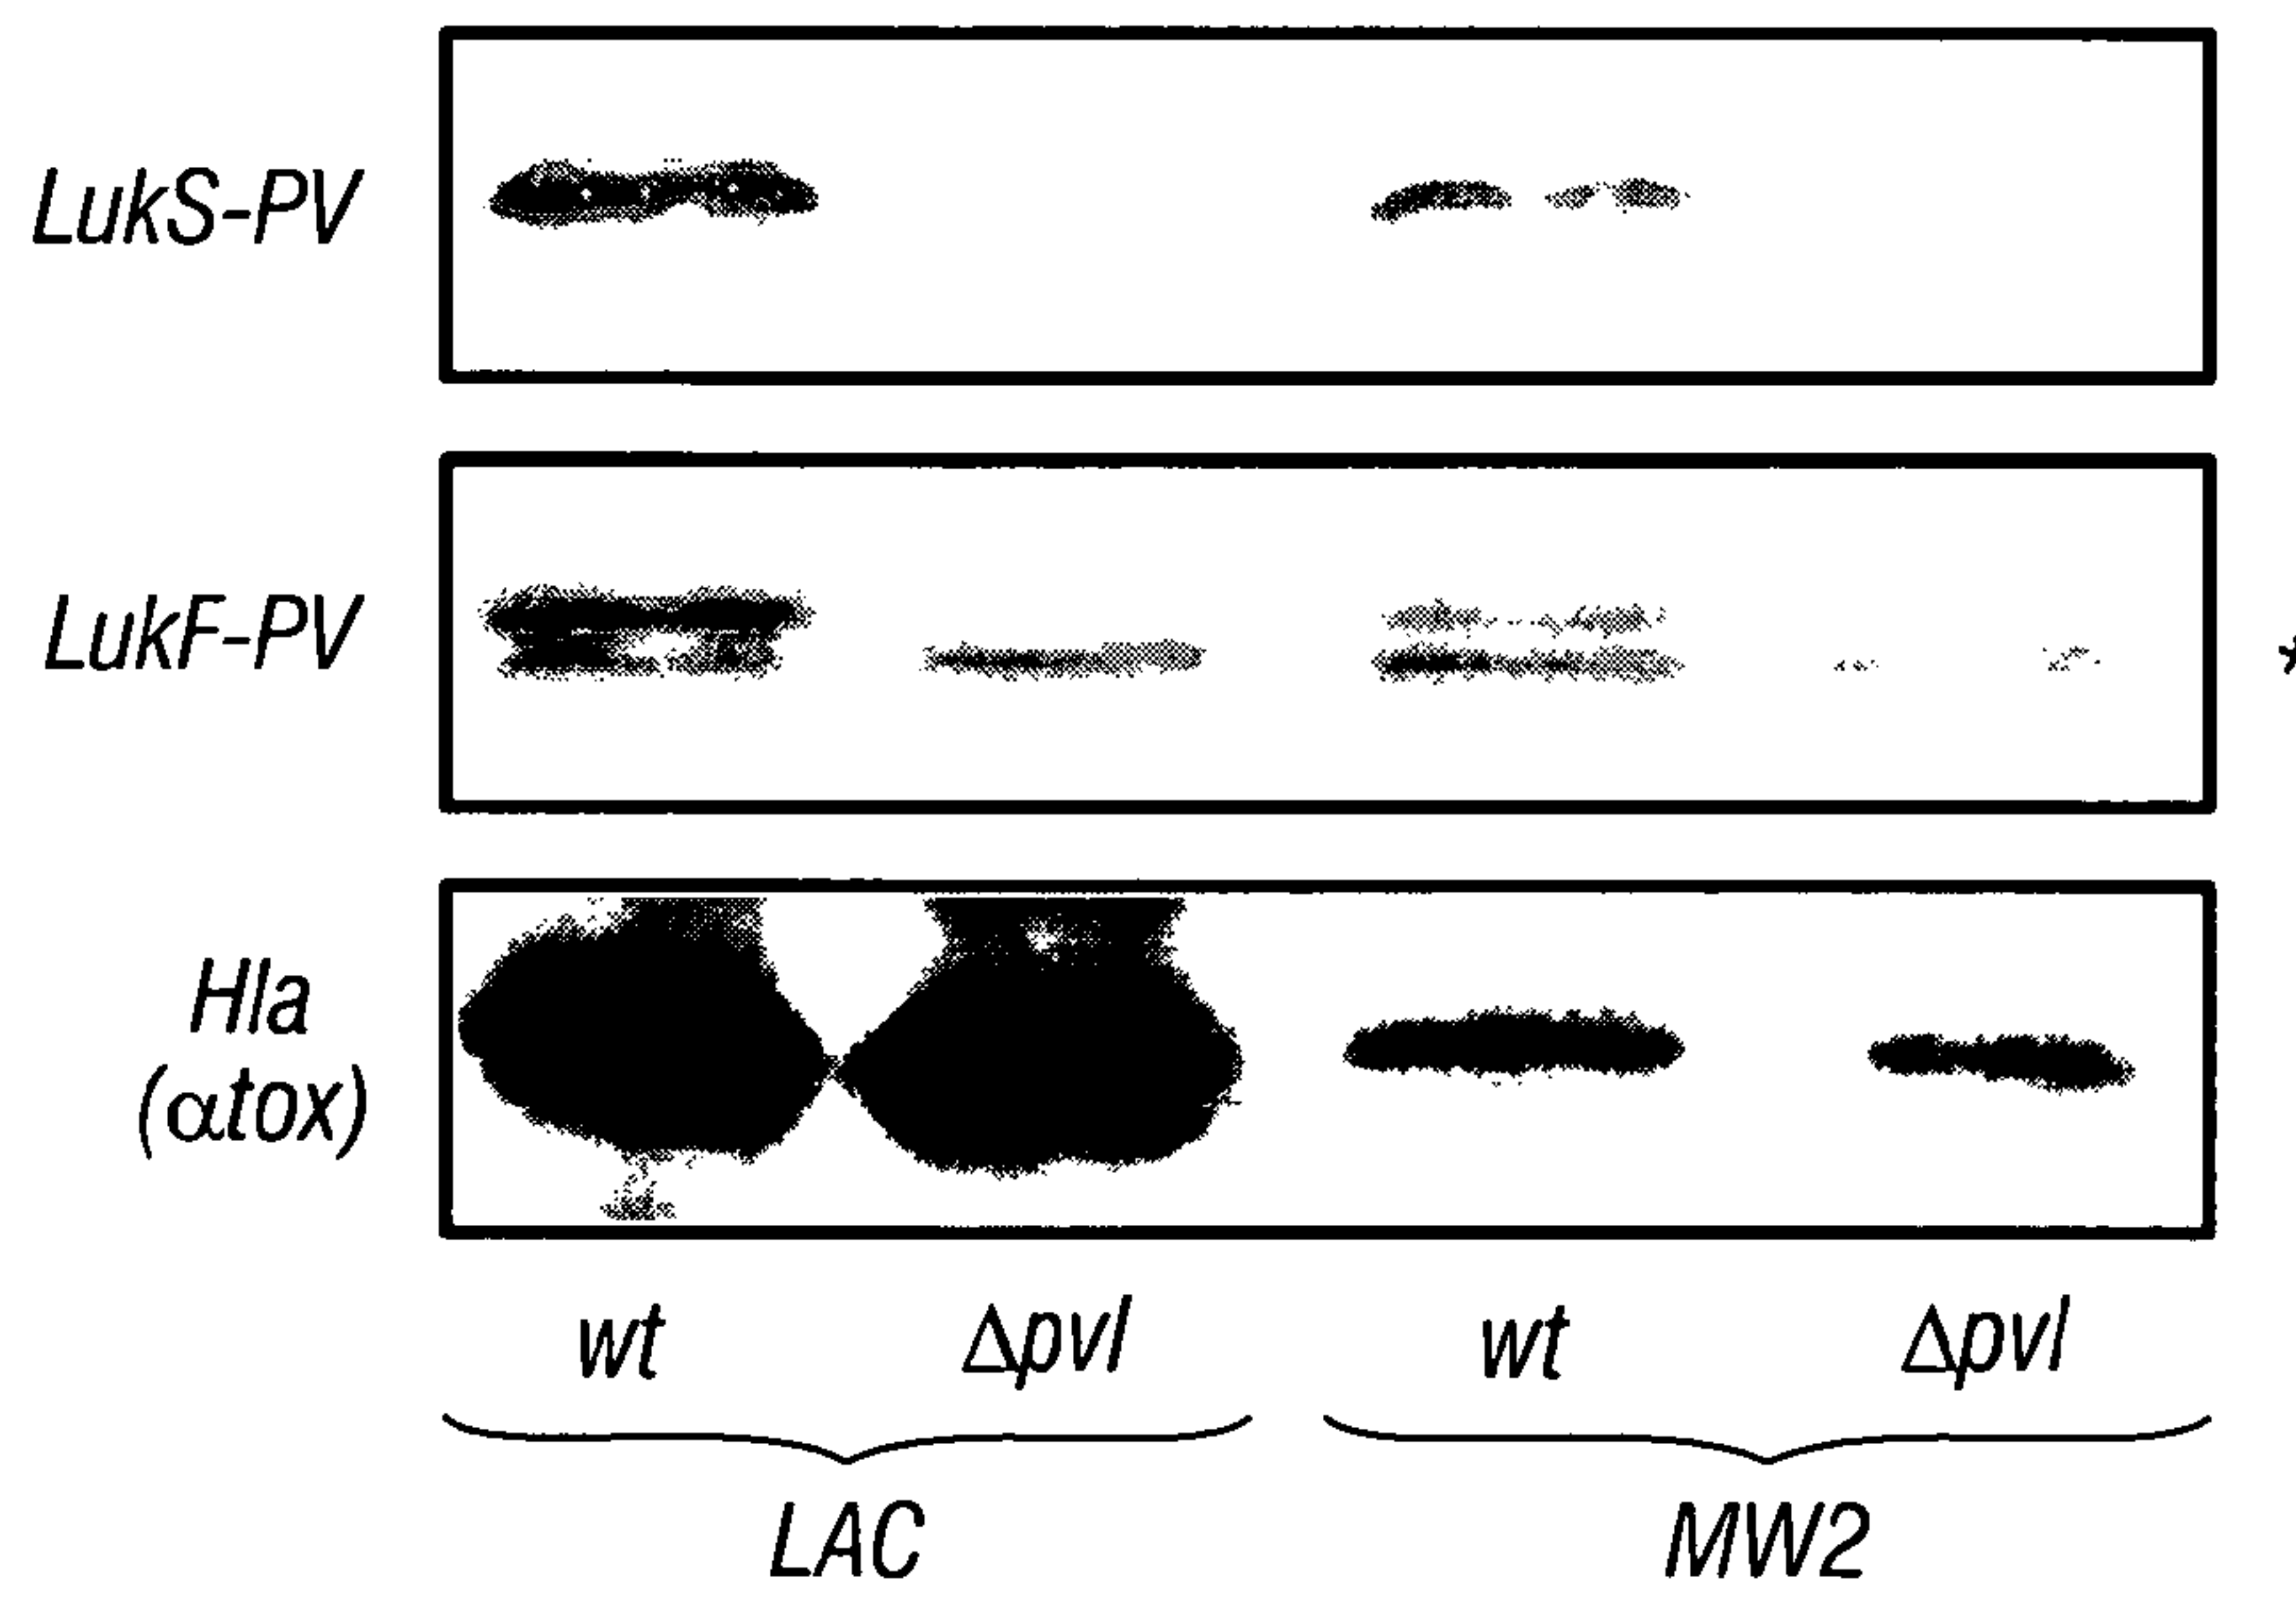 LukS-PV
LukF-PV
*
Hla
(αtox)
wt Δpvl wt Δpvl
LAC MW2